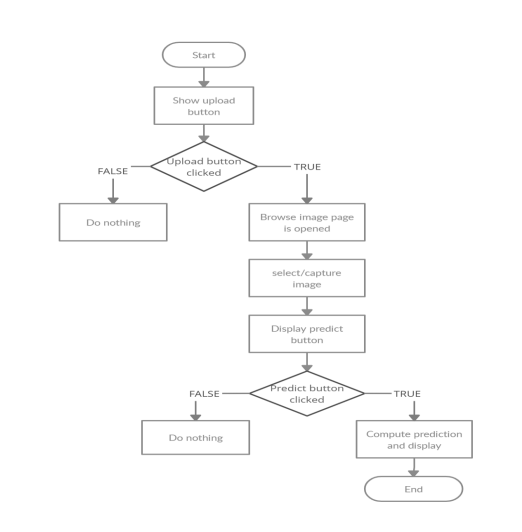 Start
Show upload
button
Upload button
clicked
FALSE
TRUE
Do nothing
Browse image page
is opened
select/capture
image
Display predict
button
Predict button
clicked
FALSE
TRUE
Do nothing
Compute prediction
and display
End